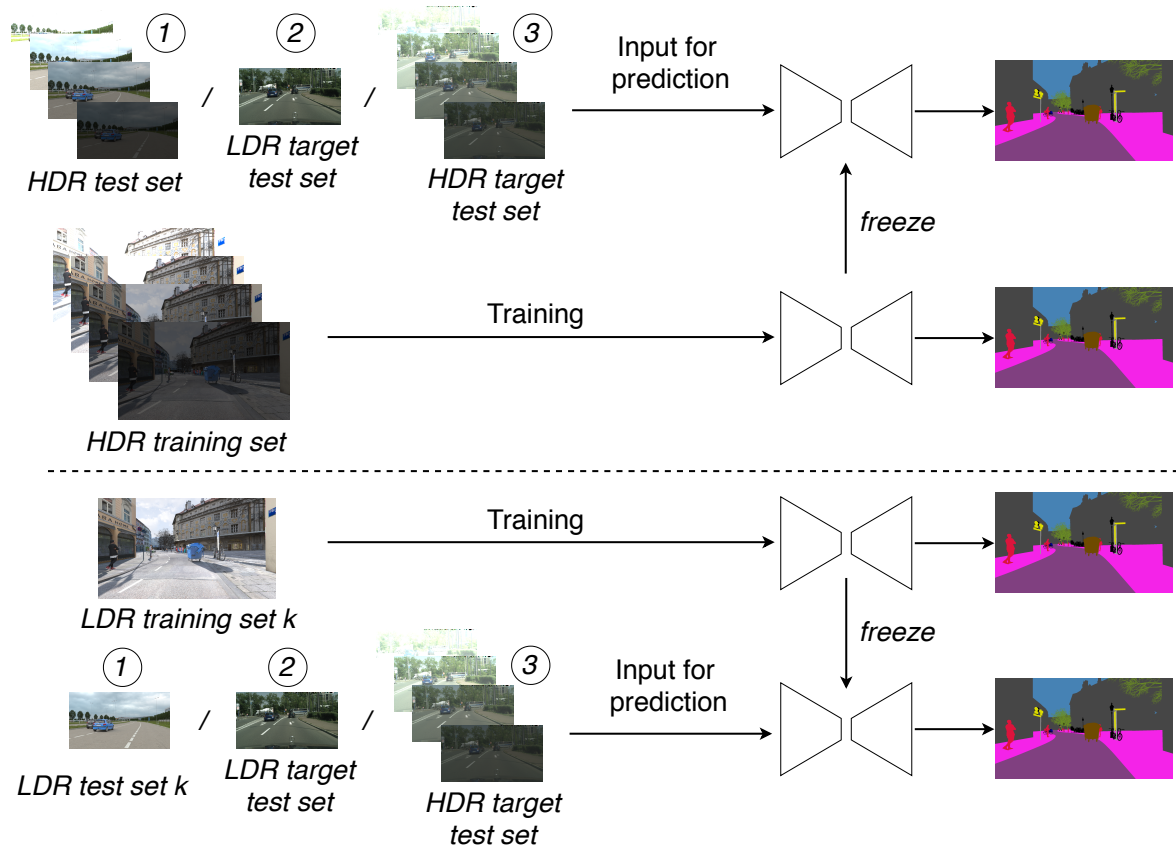 1
2
3
/
/
Input for
prediction
HDR test set
LDR target
test set
HDR target
test set
freeze
Training
HDR training set
Training
LDR training set k
freeze
1
2
3
/
/
Input for
prediction
LDR test set k
LDR target
test set
HDR target
test set